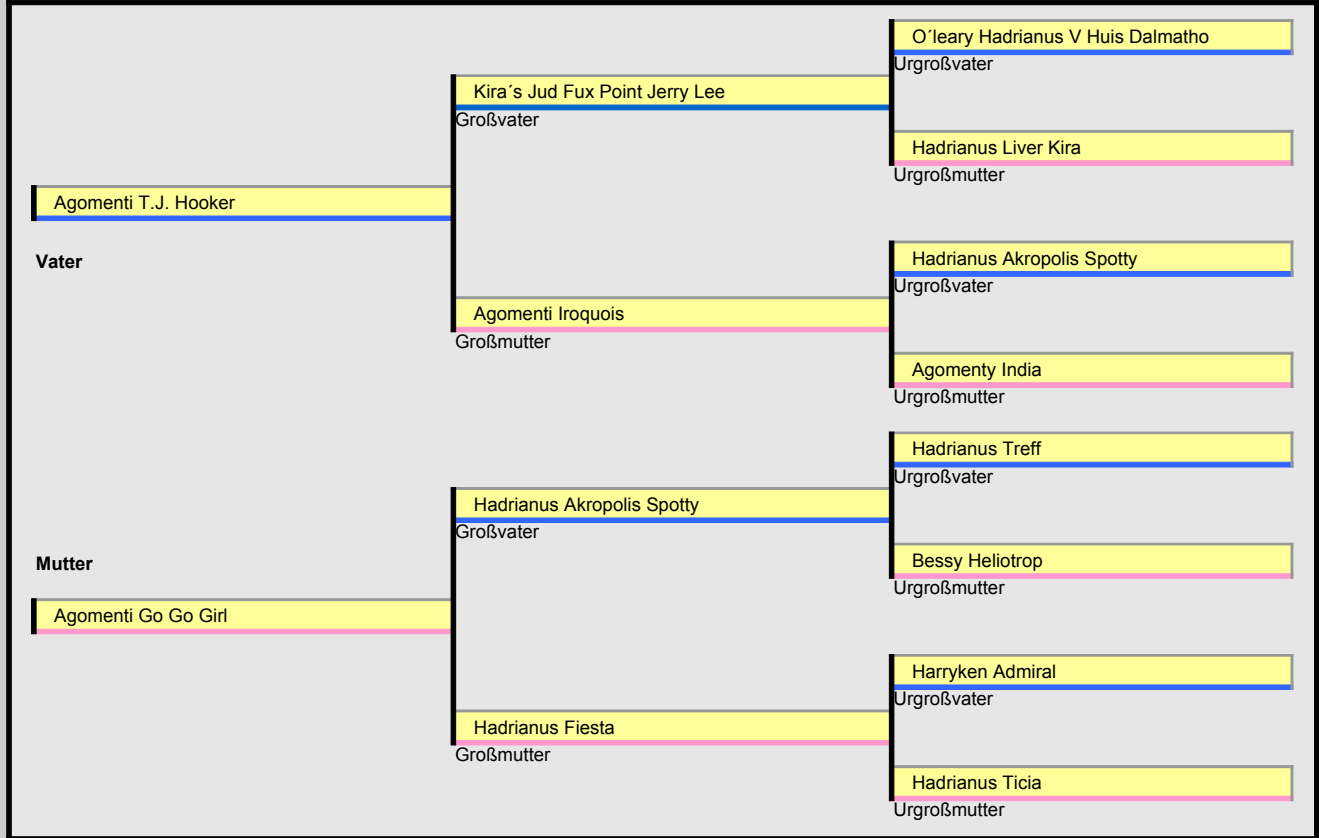 O´leary Hadrianus V Huis Dalmatho
Urgroßvater
Kira´s Jud Fux Point Jerry Lee
Großvater
Hadrianus Liver Kira
Urgroßmutter
Agomenti T.J. Hooker
Vater
Hadrianus Akropolis Spotty
Urgroßvater
Agomenti Iroquois
Großmutter
Agomenty India
Urgroßmutter
Hadrianus Treff
Urgroßvater
Hadrianus Akropolis Spotty
Großvater
Bessy Heliotrop
Urgroßmutter
Mutter
Agomenti Go Go Girl
Harryken Admiral
Urgroßvater
Hadrianus Fiesta
Großmutter
Hadrianus Ticia
Urgroßmutter